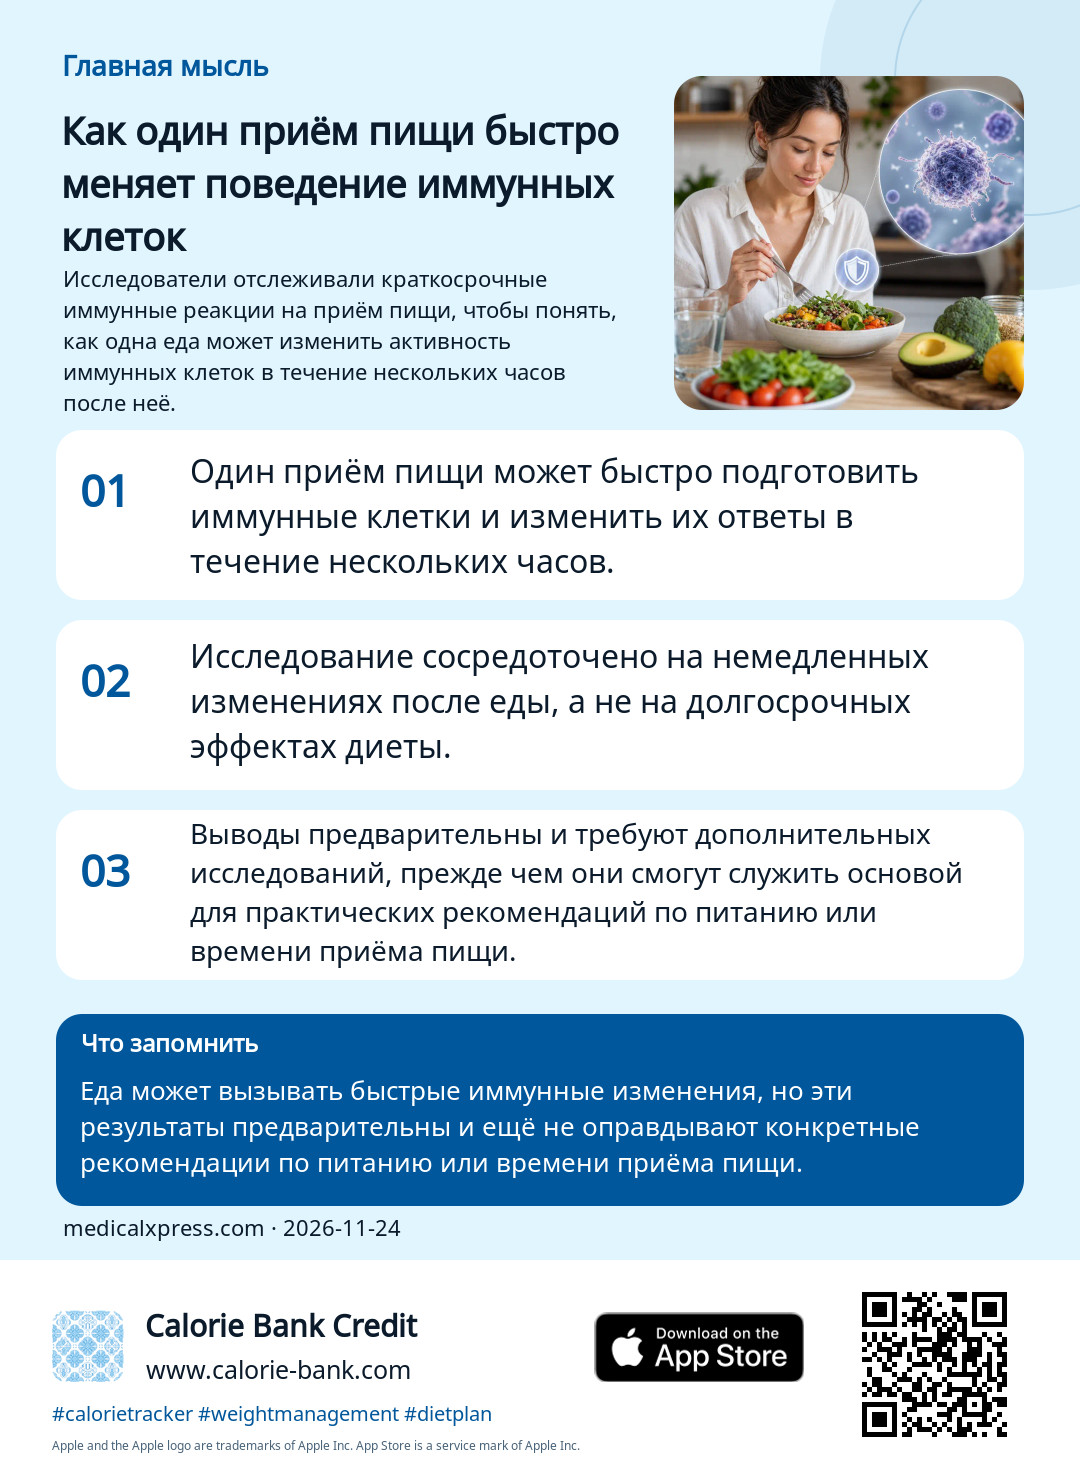 Главная мысль
Как один приём пищи быстро
меняет поведение иммунных
клеток
Исследователи отслеживали краткосрочные
иммунные реакции на приём пищи, чтобы понять,
как одна еда может изменить активность
иммунных клеток в течение нескольких часов
после неё.
01
Один приём пищи может быстро подготовить
иммунные клетки и изменить их ответы в
течение нескольких часов.
02
Исследование сосредоточено на немедленных
изменениях после еды, а не на долгосрочных
эффектах диеты.
03
Выводы предварительны и требуют дополнительных
исследований, прежде чем они смогут служить основой
для практических рекомендаций по питанию или
времени приёма пищи.
Что запомнить
Еда может вызывать быстрые иммунные изменения, но эти
результаты предварительны и ещё не оправдывают конкретные
рекомендации по питанию или времени приёма пищи.
medicalxpress.com · 2026-11-24
Calorie Bank Credit
www.calorie-bank.com
Download on the
App Store
#calorietracker #weightmanagement #dietplan
Apple and the Apple logo are trademarks of Apple Inc. App Store is a service mark of Apple Inc.